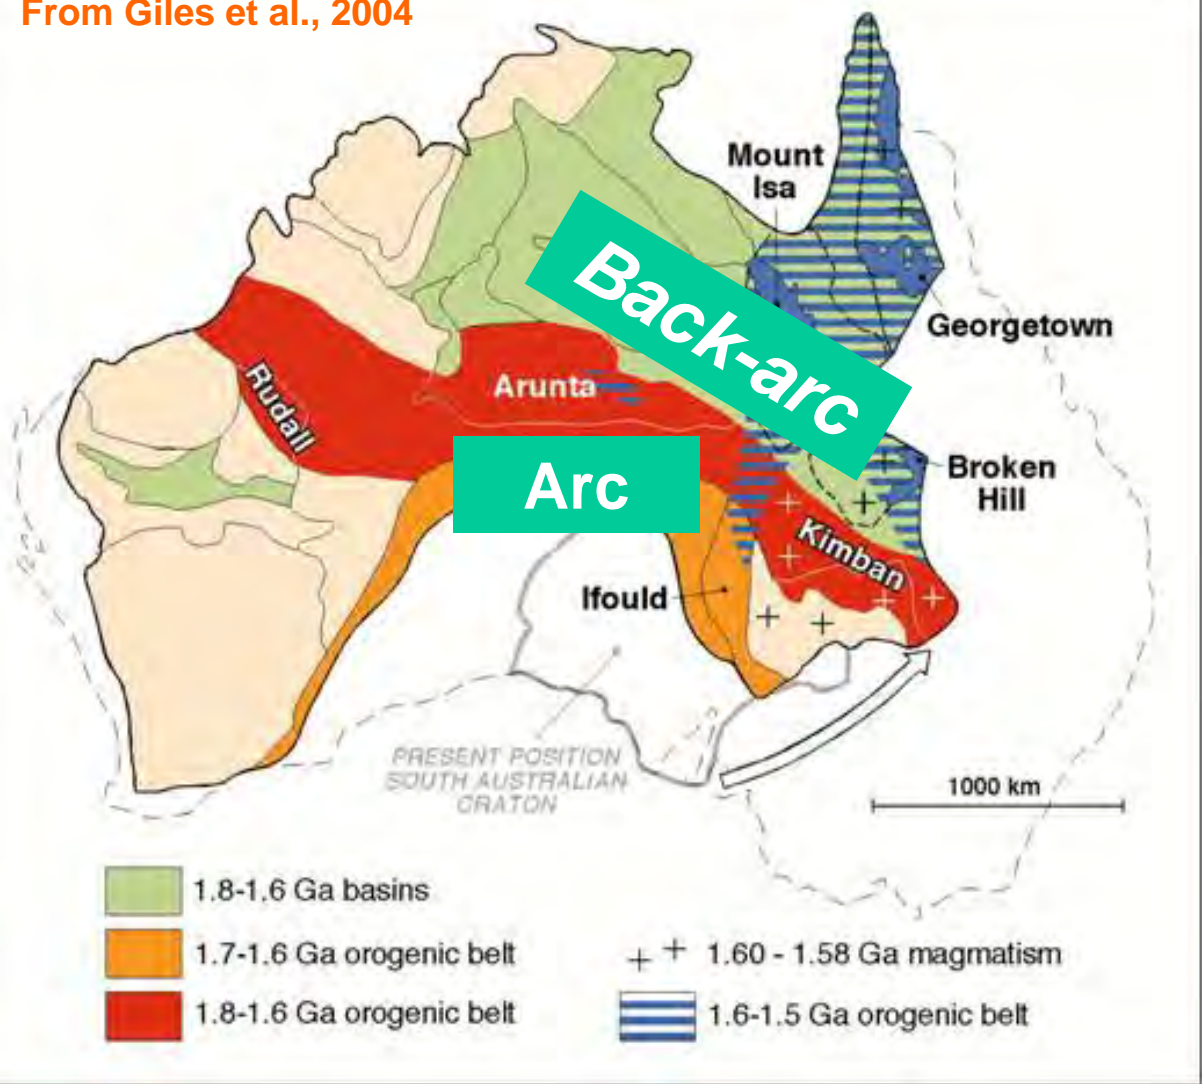 From Giles et al., 2004
Mount
Isa
Back-arc
Georgetown
Rudall
Arunta
Arc
Broken
Hill
Kimban
Ifould
PRESENT POSITION
SOUTH AUSTRALIAN
CRATON
1000 km
1.8-1.6 Ga basins
1.7-1.6 Ga orogenic belt
1.60 - 1.58 Ga magmatism
1.8-1.6 Ga orogenic belt
1.6-1.5 Ga orogenic belt